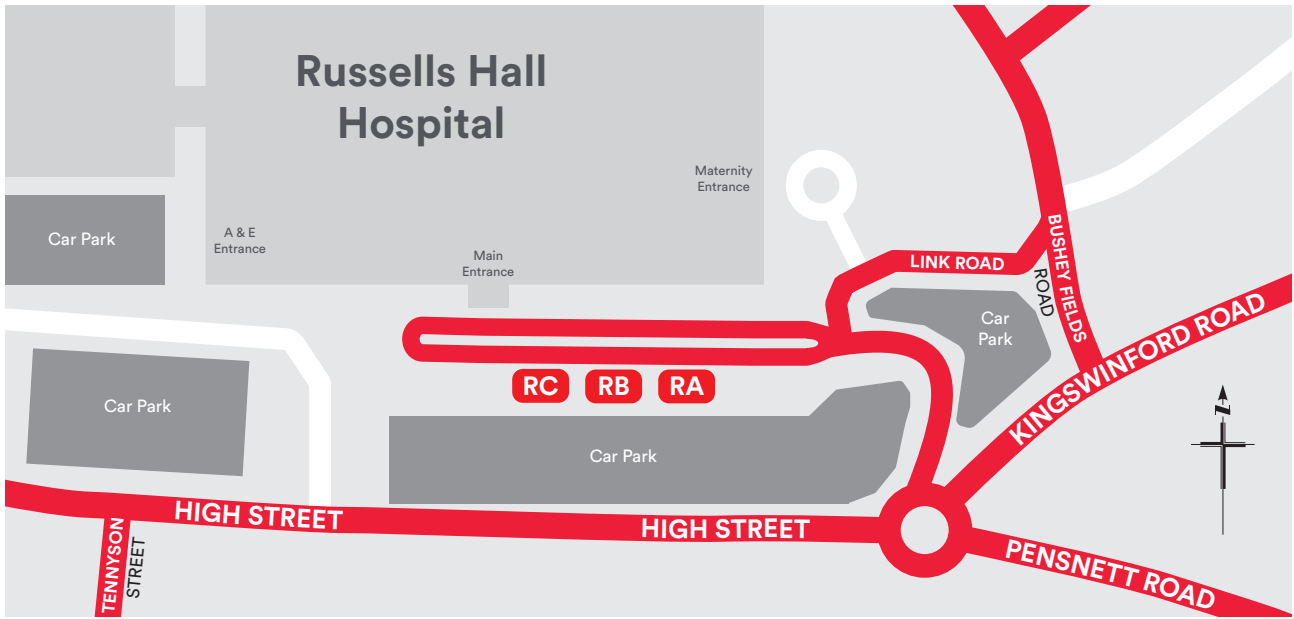 Russells Hall
Hospital
Maternity
Entrance
Car Park
A & E
Entrance
Main
Entrance
LINK ROAD
BUSHEY FIELDS
ROAD
Car
Park
KINGSWINFORD ROAD
RC
RB
RA
Car Park
Car Park
N
HIGH STREET
HIGH STREET
TENNYSON
STREET
PENSNETT ROAD